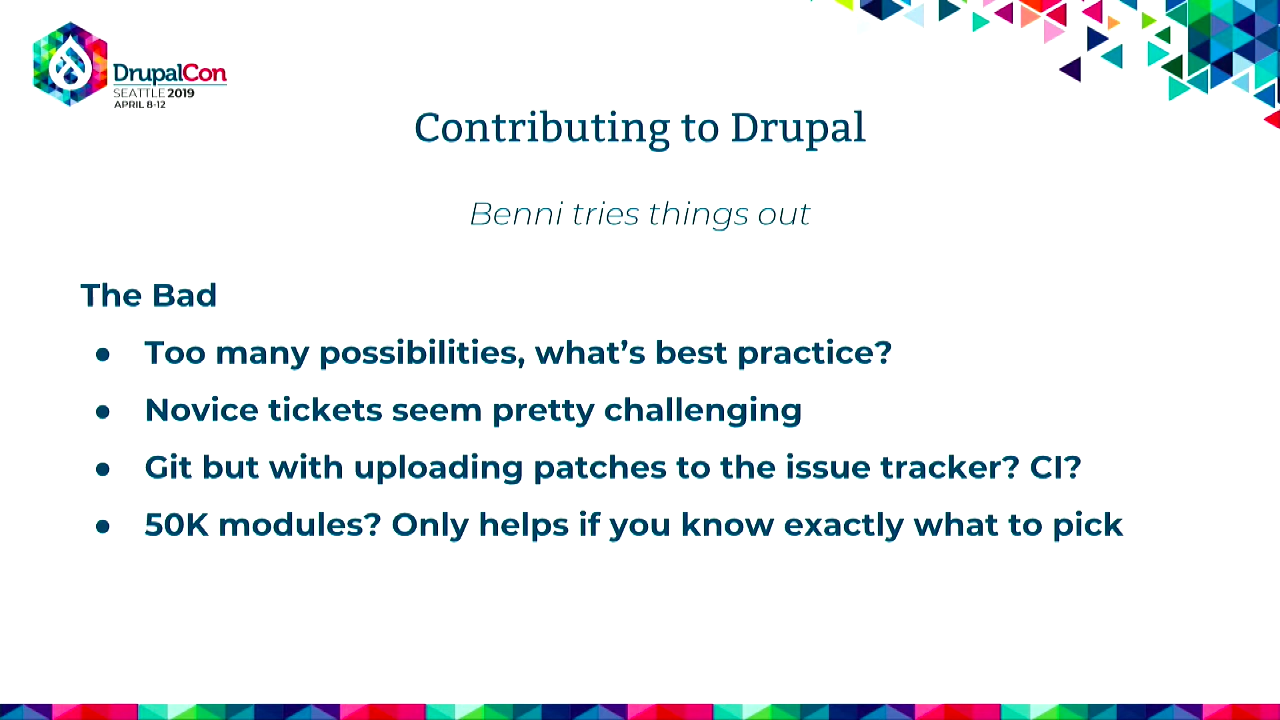 DrupalCon
SEATTLE 2019
APRIL 8-12
Contributing to Drupal
Benni tries things out
The Bad
● Too many possibilities, what’s best practice?
● Novice tickets seem pretty challenging
● Git but with uploading patches to the issue tracker? CI?
● 50K modules? Only helps if you know exactly what to pick